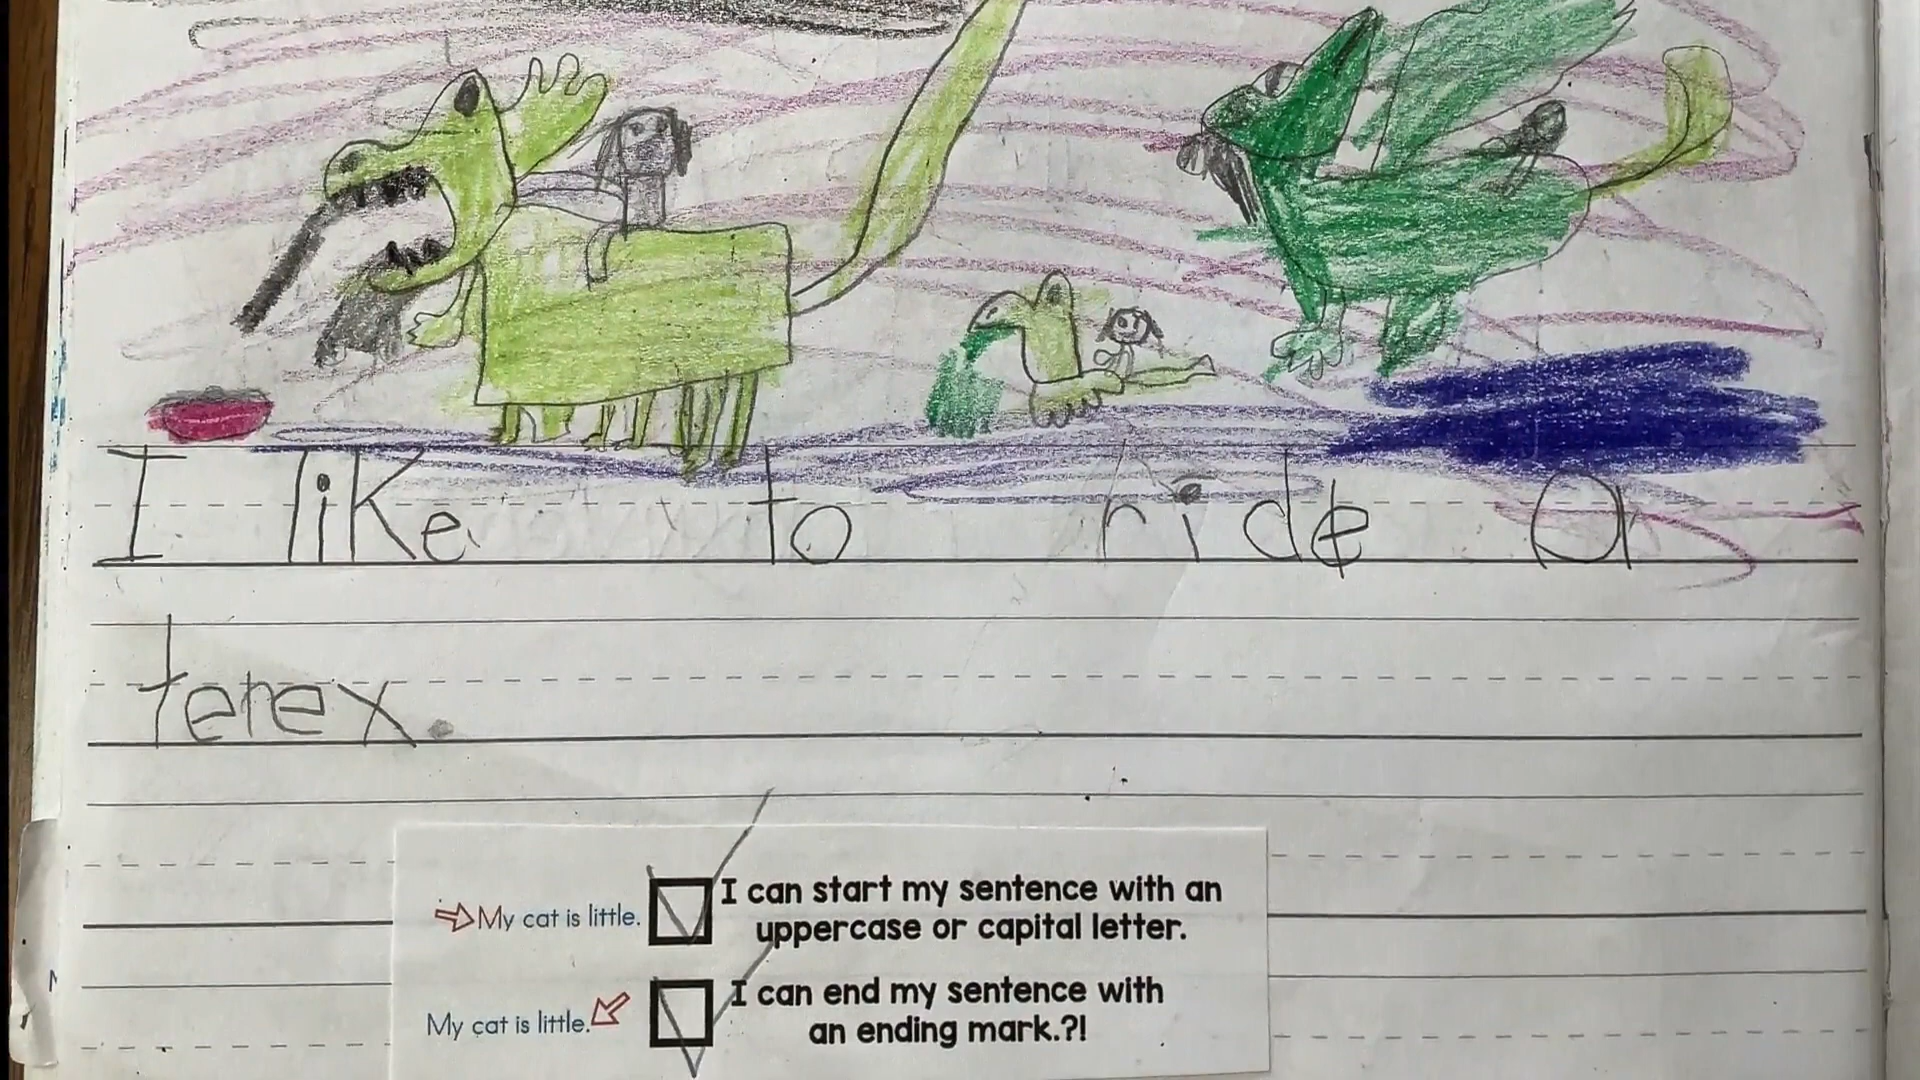 I like to ride a
terex.
My cat is little. I can start my sentence with an
uppercase or capital letter.
My cat is little. I can end my sentence with
an ending mark.?!